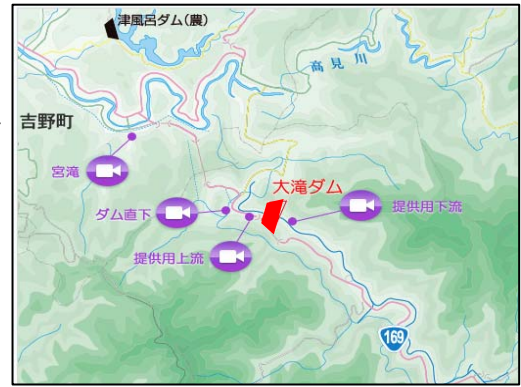 津風呂ダム(農)
高見川
吉野町
宮滝
大滝ダム
ダム直下
提供用下流
提供用上流
169